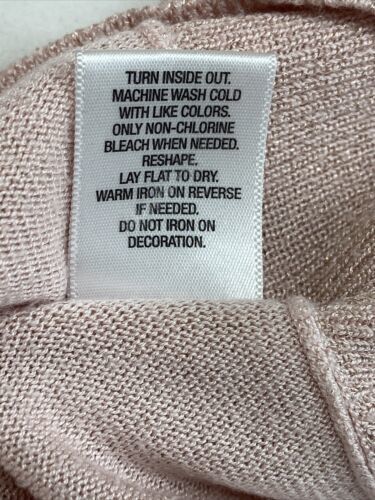 TURN INSIDE OUT.
MACHINE WASH COLD
WITH LIKE COLORS.
ONLY NON-CHLORINE
BLEACH WHEN NEEDED.
RESHAPE.
LAY FLAT TO DRY.
WARM IRON ON REVERSE
IF NEEDED.
DO NOT IRON ON
DECORATION.